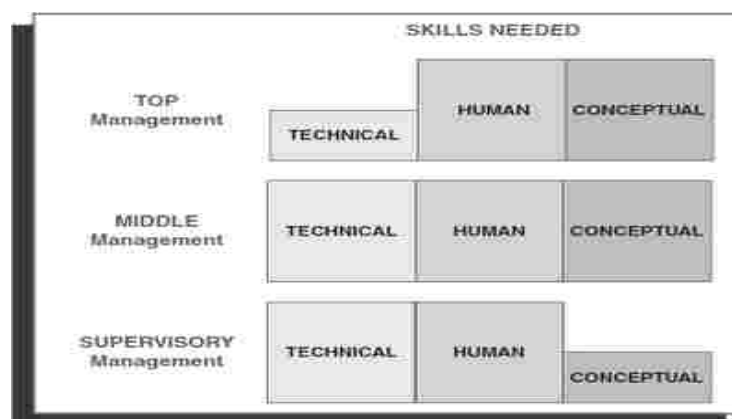 SKILLS NEEDED
TOP
Management
TECHNICAL
HUMAN
CONCEPTUAL
MIDDLE
Management
TECHNICAL
HUMAN
CONCEPTUAL
SUPERVISORY
Management
TECHNICAL
HUMAN
CONCEPTUAL